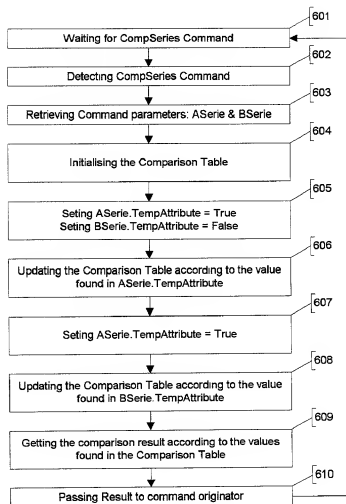 601
Waiting for CompSeries Command
602
Detecting CompSeries Command
603
Retrieving Command parameters: ASerie & BSerie
604
Initialising the Comparison Table
605
Seting ASerie.TempAttribute = True
Seting BSerie.TempAttribute = False
606
Updating the Comparison Table according to the value
found in ASerie.TempAttribute
607
Seting ASerie.TempAttribute = True
608
Updating the Comparison Table according to the value
found in BSerie.TempAttribute
609
Getting the comparison result according to the values
found in the Comparison Table
610
Passing Result to command originator